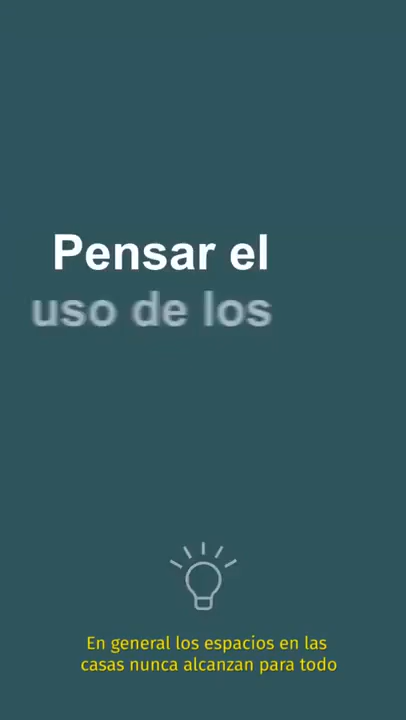 Pensar el
uso de los
En general los espacios en las
casas nunca alcanzan para todo